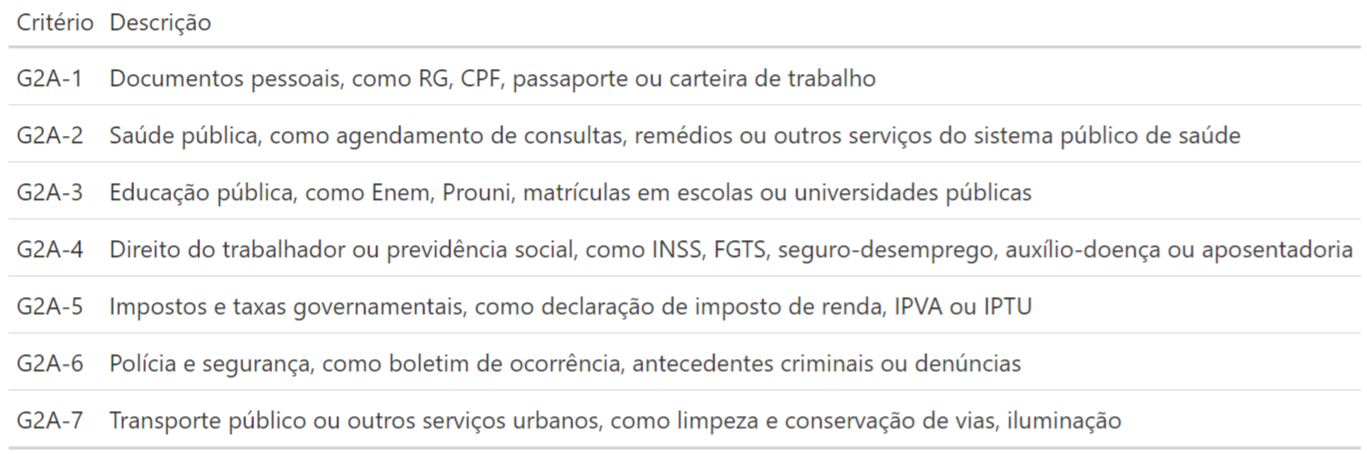 Critério Descrição
G2A-1 Documentos pessoais, como RG, CPF, passaporte ou carteira de trabalho
G2A-2 Saúde pública, como agendamento de consultas, remédios ou outros serviços do sistema público de saúde
G2A-3 Educação pública, como Enem, Prouni, matrículas em escolas ou universidades públicas
G2A-4 Direito do trabalhador ou previdência social, como INSS, FGTS, seguro-desemprego, auxílio-doença ou aposentadoria
G2A-5 Impostos e taxas governamentais, como declaração de imposto de renda, IPVA ou IPTU
G2A-6 Polícia e segurança, como boletim de ocorrência, antecedentes criminais ou denúncias
G2A-7 Transporte público ou outros serviços urbanos, como limpeza e conservação de vias, iluminação